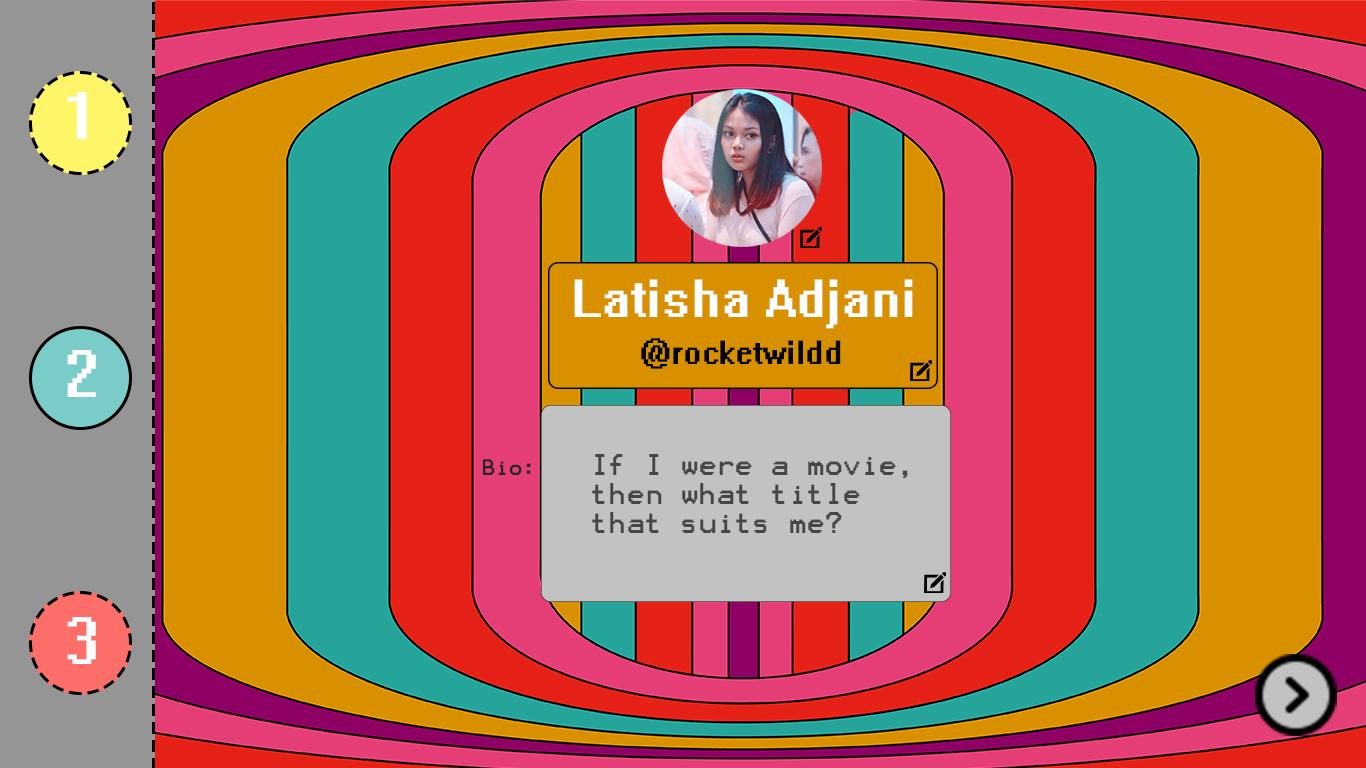 1
2
3
Latisha Adjani
@rocketwildd
Bio:
If I were a movie,
then what title
that suits me?